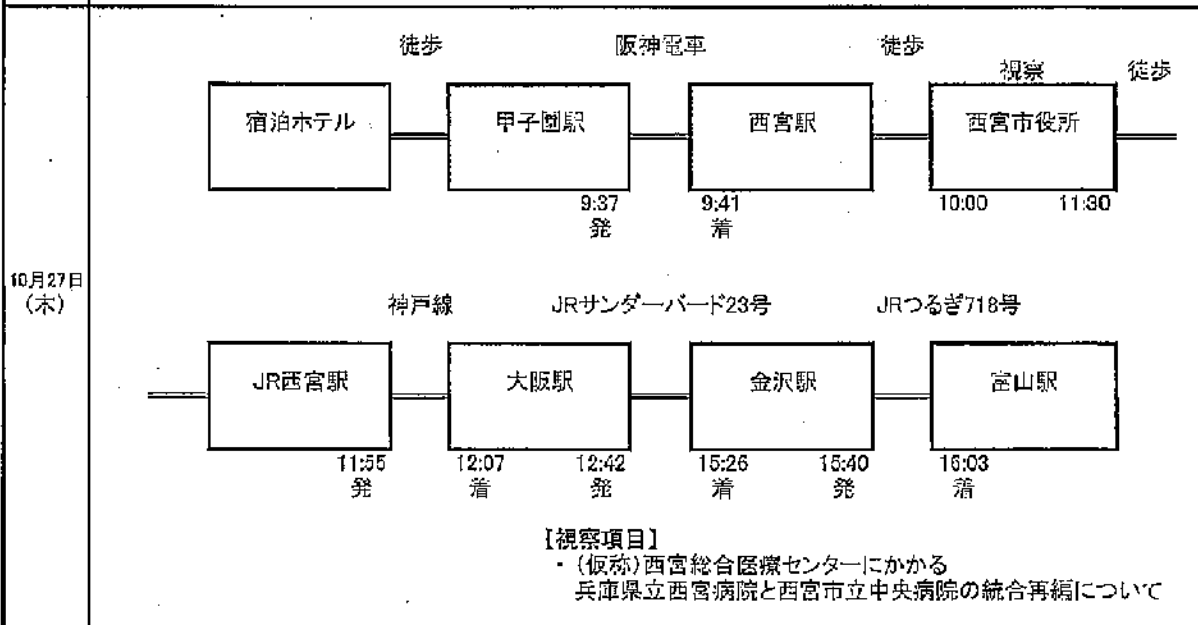 徒歩 阪神電車 徒歩 視察 徒歩
宿泊ホテル 甲子園駅 西宮駅 西宮市役所
9:37 9:41 10:00 11:30
発 着
10月27日
(木)
神戸線 JRサンダーバード23号 JRつるぎ718号
JR西宮駅 大阪駅 金沢駅 富山駅
11:55 12:07 12:42 15:26 15:40 16:03
発 着 発 着 発 着
【視察項目】
・(仮称)西宮総合医療センターにかかる
兵庫県立西宮病院と西宮市立中央病院の統合再編について